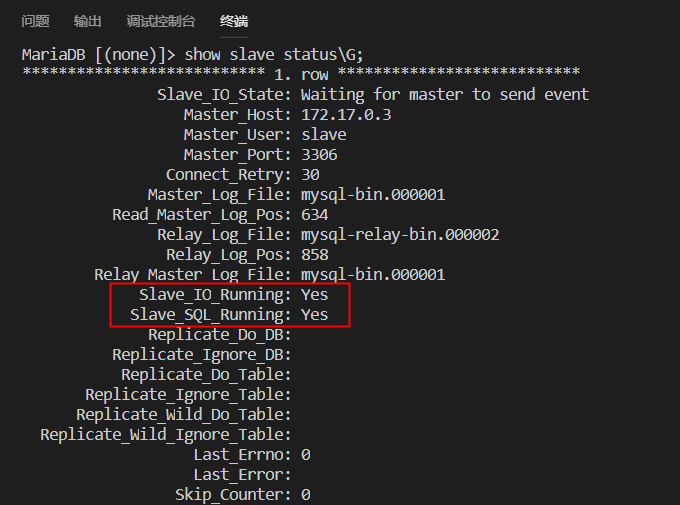 问题 输出 调试控制台 终端
MariaDB [(none)]> show slave status\G;
*************************** 1. row ***************************
Slave_IO_State: Waiting for master to send event
Master_Host: 172.17.0.3
Master_User: slave
Master_Port: 3306
Connect_Retry: 30
Master_Log_File: mysql-bin.000001
Read_Master_Log_Pos: 634
Relay_Log_File: mysql-relay-bin.000002
Relay_Log_Pos: 858
Relay_Master_Log_File: mysql-bin.000001
Slave_IO_Running: Yes
Slave_SQL_Running: Yes
Replicate_Do_DB:
Replicate_Ignore_DB:
Replicate_Do_Table:
Replicate_Ignore_Table:
Replicate_Wild_Do_Table:
Replicate_Wild_Ignore_Table:
Last_Errno: 0
Last_Error:
Skip_Counter: 0